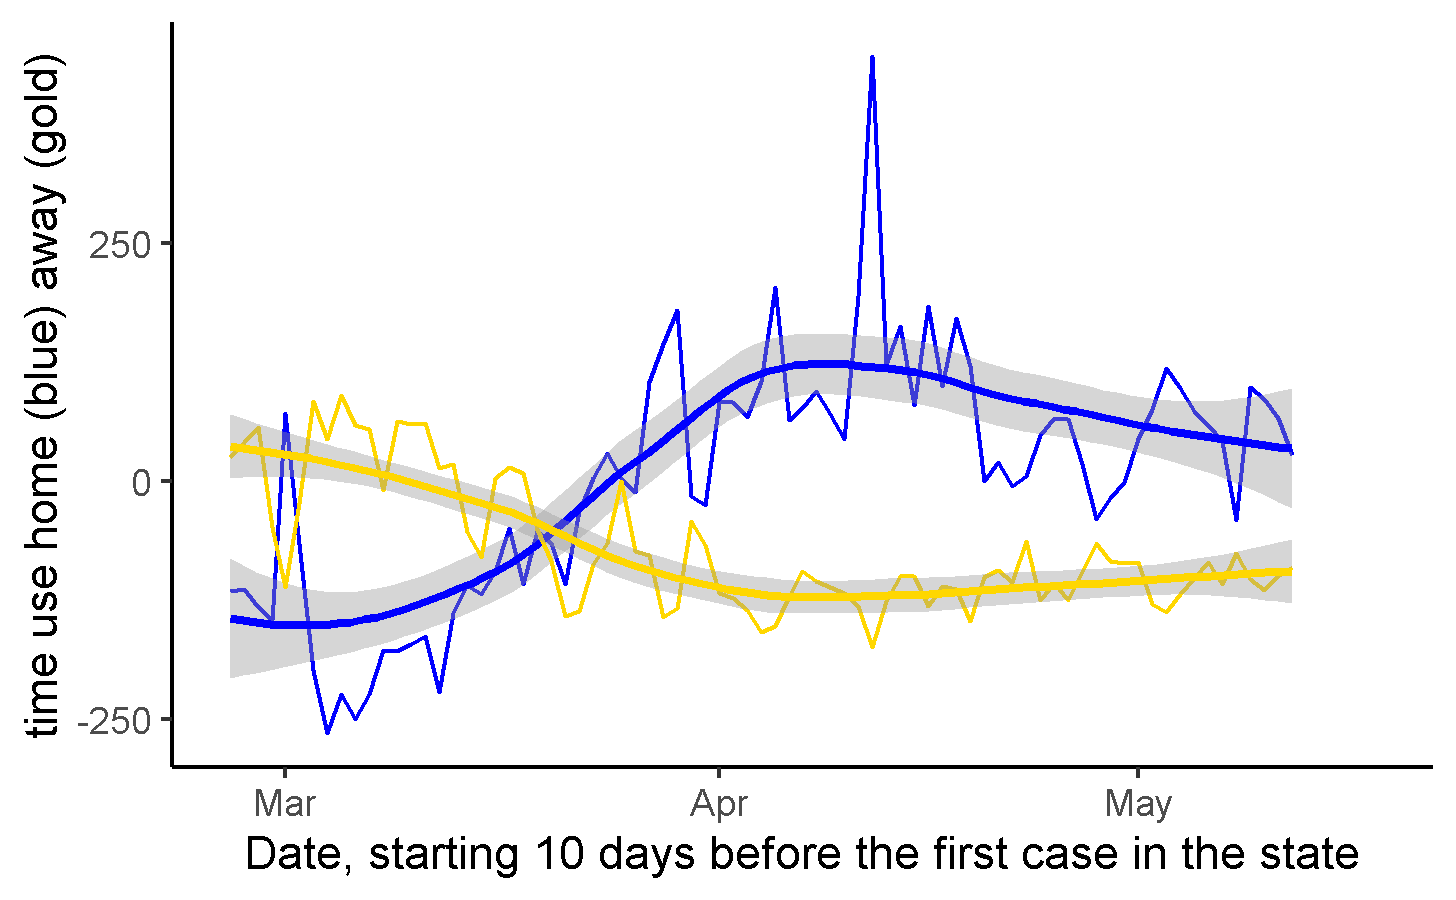 time use home (blue) away (gold)
250
0
-250
Mar
Apr
May
Date, starting 10 days before the first case in the state